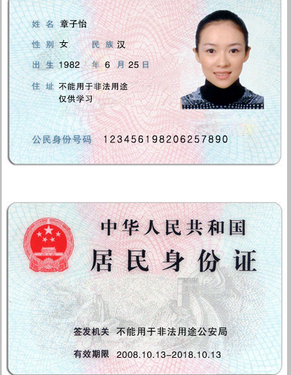 姓名 章子怡
性别 女 民族 汉
出生 1982 年 6 月 25 日
住址 不能用于非法用途
仅供学习
公民身份号码 123456198206257890
中华人民共和国
居民身份证
签发机关 不能用于非法用途公安局
有效期限 2008.10.13-2018.10.13